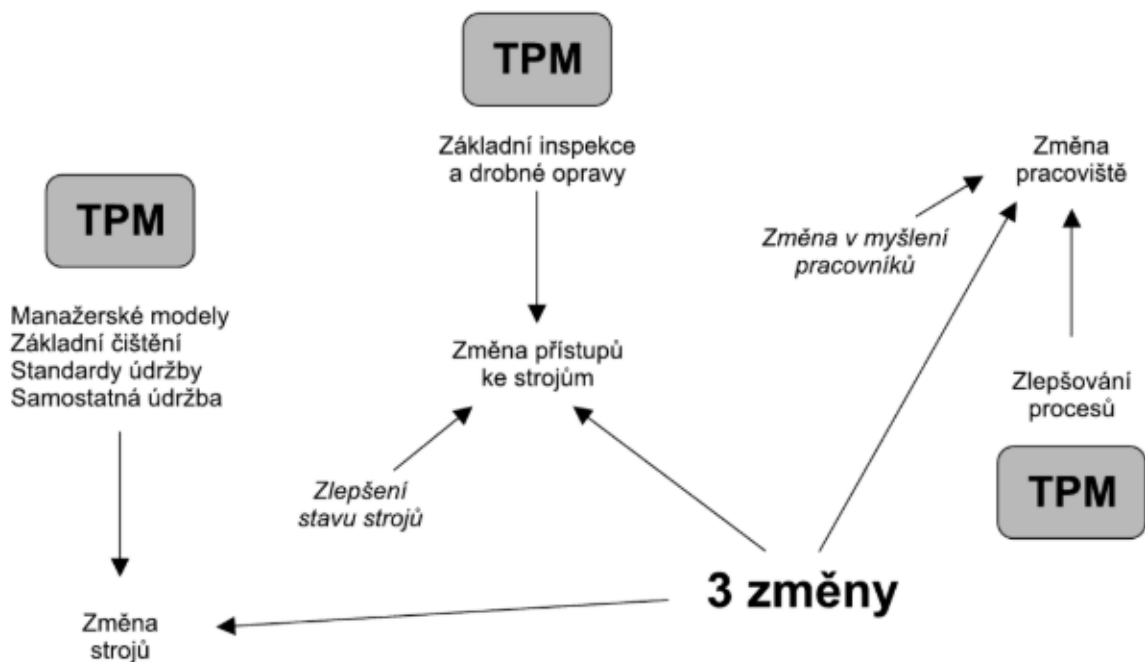 TPM
Základní inspekce
a drobné opravy
Změna
pracoviště
TPM
Změna v myšlení
pracovníků
Manažerské modely
Základní čištění
Standardy údržby
Samostatná údržba
Změna přístupů
ke strojům
Zlepšování
procesů
TPM
Zlepšení
stavu strojů
3 změny
Změna
strojů